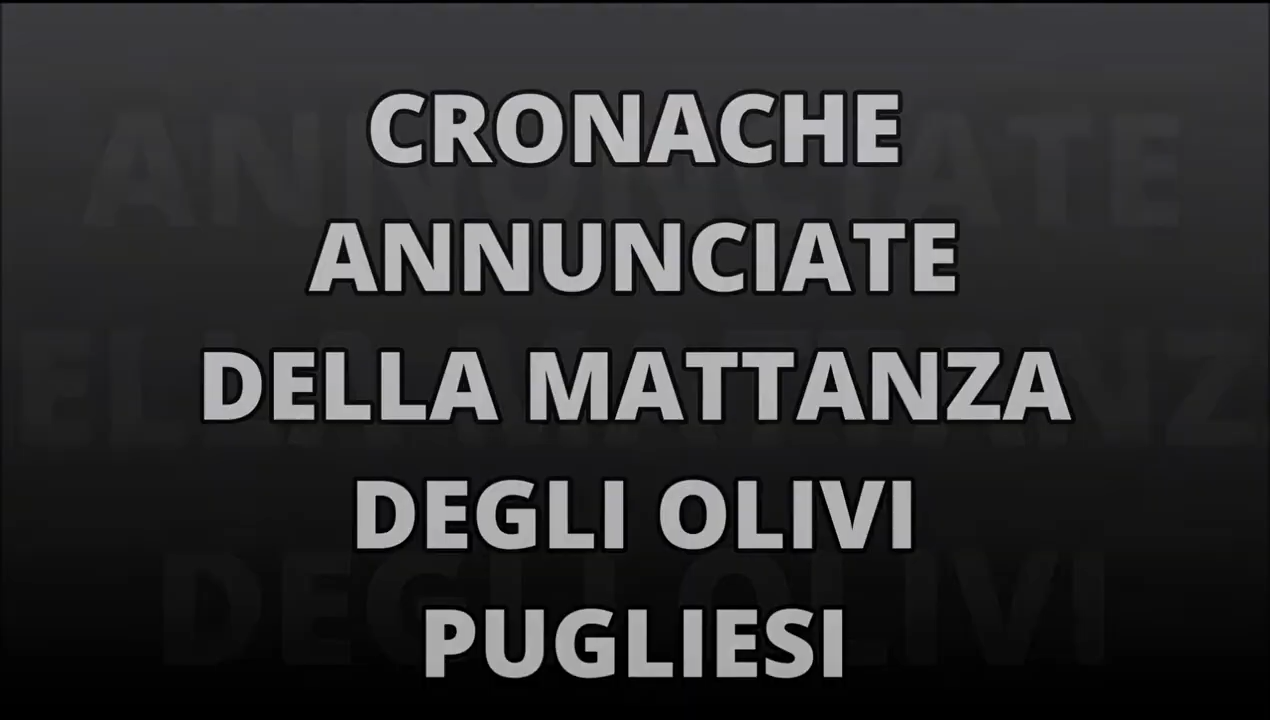 CRONACHE
ANNUNCIATE
DELLA MATTANZA
DEGLI OLIVI
PUGLIESI